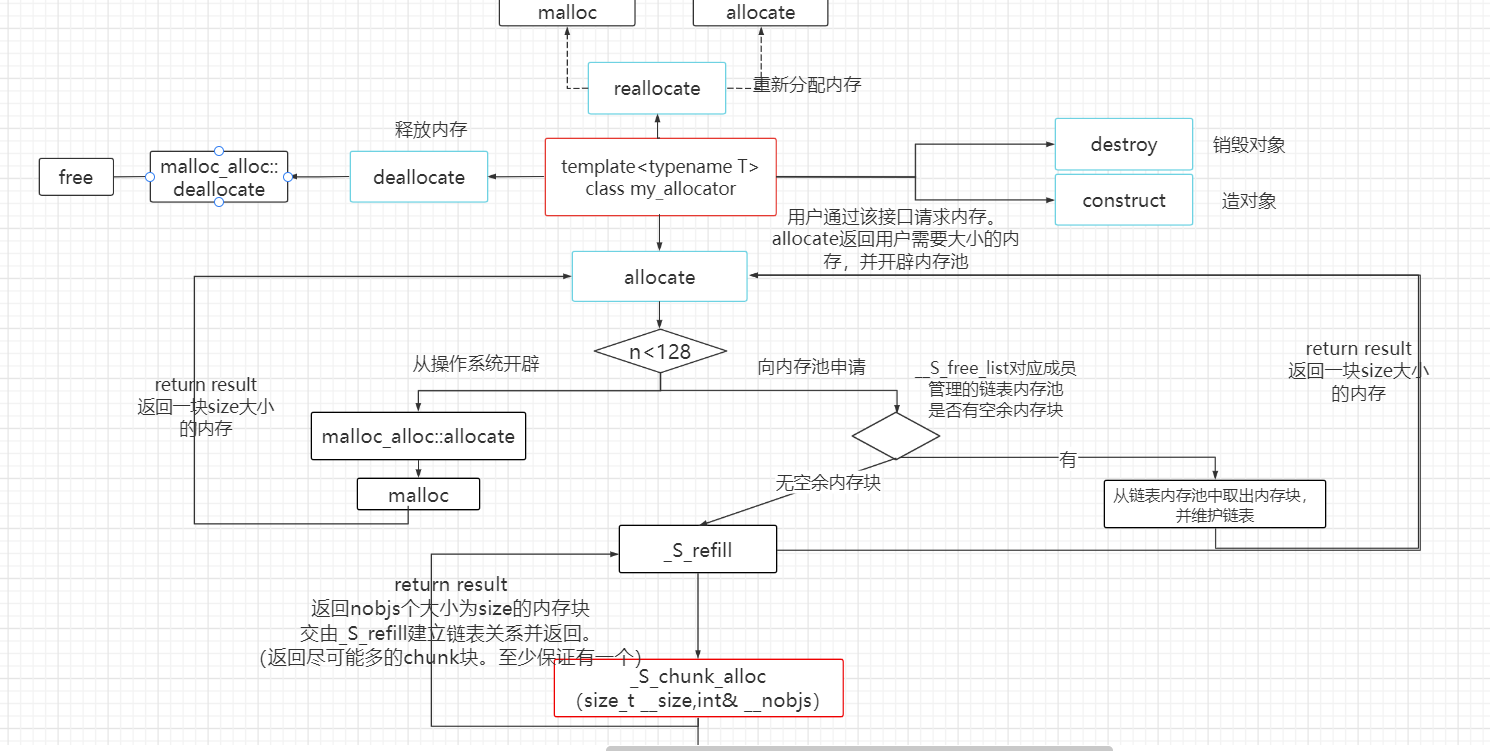 malloc
allocate
reallocate
重新分配内存
释放内存
free
malloc_alloc::
deallocate
deallocate
template<typename T>
class my_allocator
destroy
销毁对象
construct
造对象
用户通过该接口请求内存。
allocate返回用户需要大小的内
存，并开辟内存池
allocate
n<128
从操作系统开辟
向内存池申请
__S_free_list对应成员
管理的链表内存池
是否有空余内存块
return result
返回一块size大小
的内存
return result
返回一块size大小
的内存
malloc_alloc::allocate
malloc
有
无空余内存块
从链表内存池中取出内存块，
并维护链表
_S_refill
return result
返回nobjs个大小为size的内存块
交由_S_refill建立链表关系并返回。
（返回尽可能多的chunk块。至少保证有一个）
_S_chunk_alloc
（size_t __size,int& __nobjs）